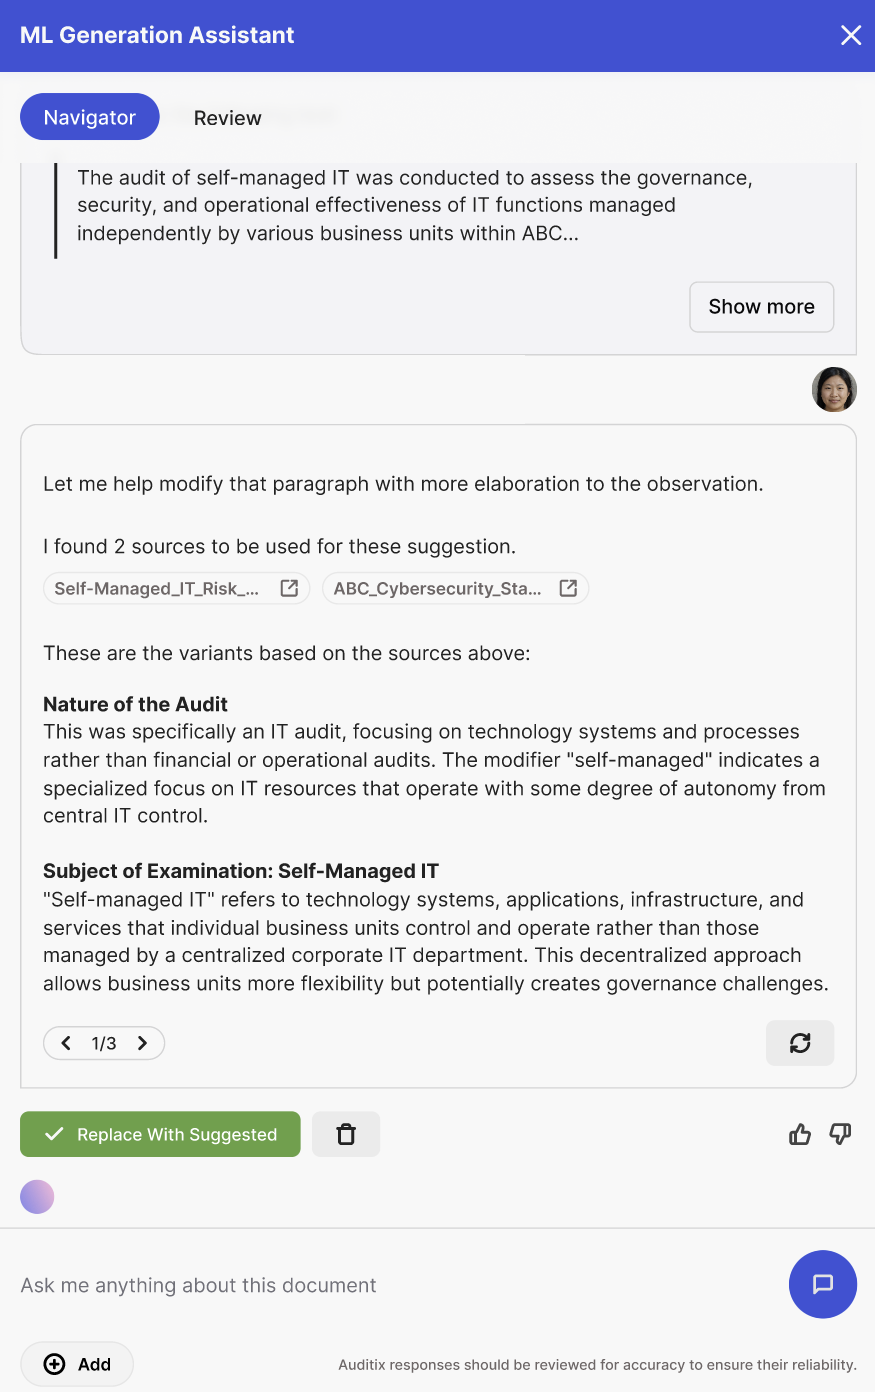 ML Generation Assistant
Navigator
Review
The audit of self-managed IT was conducted to assess the governance,
security, and operational effectiveness of IT functions managed
independently by various business units within ABC...
Show more
Let me help modify that paragraph with more elaboration to the observation.
I found 2 sources to be used for these suggestion.
Self-Managed_IT_Risk_...
ABC_Cybersecurity_Sta...
These are the variants based on the sources above:
Nature of the Audit
This was specifically an IT audit, focusing on technology systems and processes
rather than financial or operational audits. The modifier "self-managed" indicates a
specialized focus on IT resources that operate with some degree of autonomy from
central IT control.
Subject of Examination: Self-Managed IT
"Self-managed IT" refers to technology systems, applications, infrastructure, and
services that individual business units control and operate rather than those
managed by a centralized corporate IT department. This decentralized approach
allows business units more flexibility but potentially creates governance challenges.
1/3
Replace With Suggested
Ask me anything about this document
Add
Auditix responses should be reviewed for accuracy to ensure their reliability.